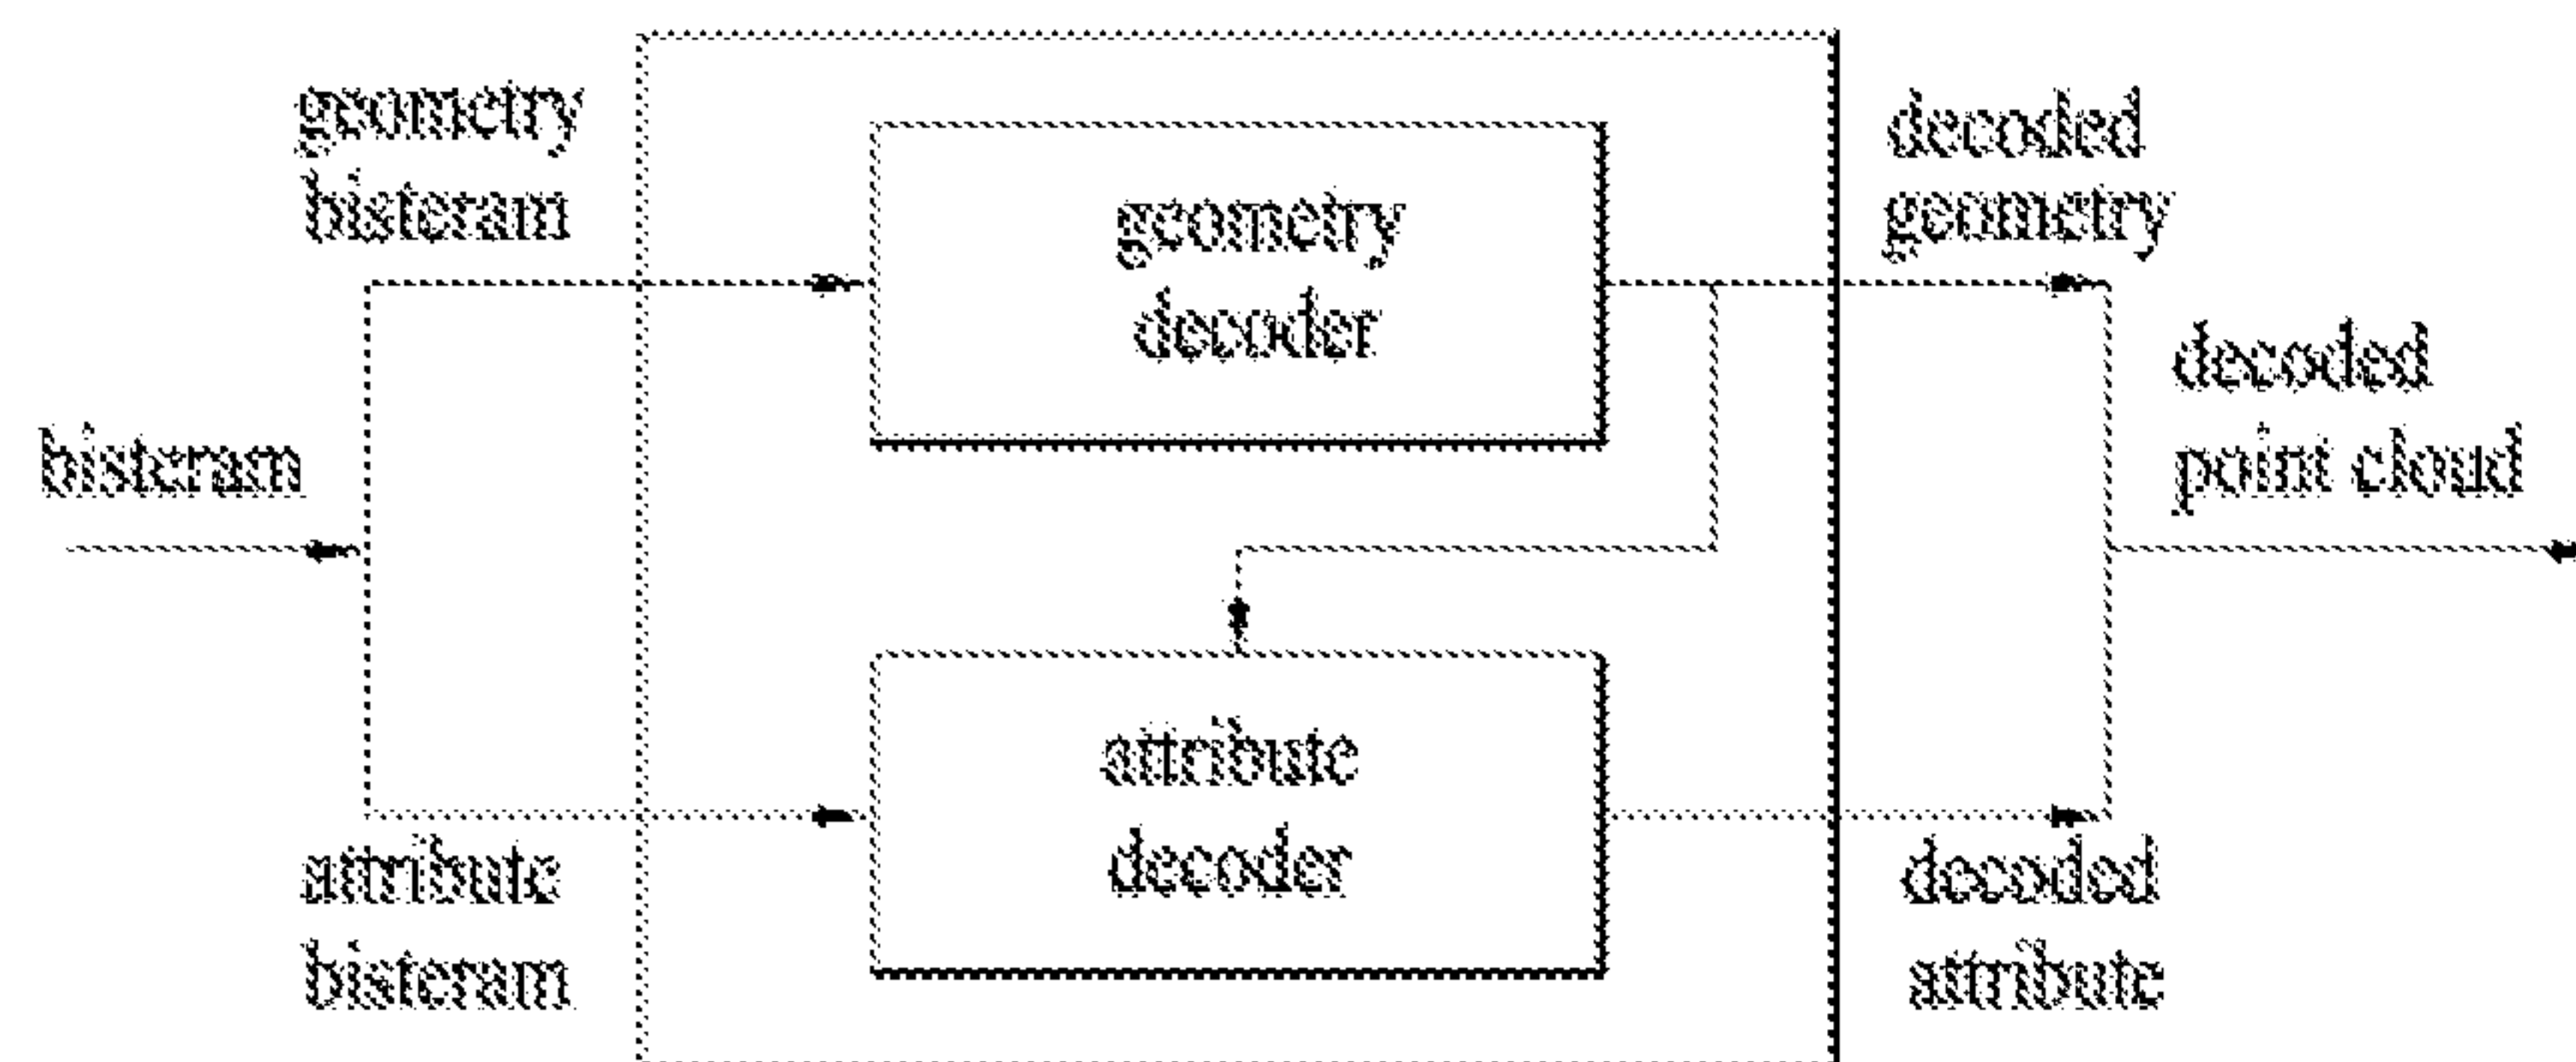 geometry
bisteram
decoded
geometry
geometry
decoder
decoded
point cloud
bisteram
attribute
decoder
attribute
bisteram
decoded
attribute